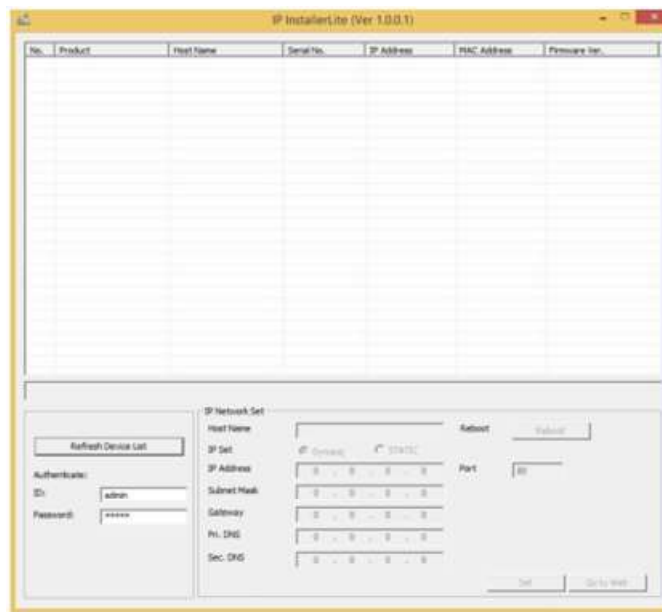 IP InstallerLite (Ver 1.0.0.1)
No. Product Host Name Serial No. IP Address MAC Address Firmware Ver.
IP Network Set
Host Name Reboot Reboot
Refresh Device List
IP Set Dynamic STATIC
IP Address 0 . 0 . 0 . 0 Port 80
Authenticate:
Subnet Mask 0 . 0 . 0 . 0
ID: admin
Gateway 0 . 0 . 0 . 0
Password: *****
Pri. DNS 0 . 0 . 0 . 0
Sec. DNS 0 . 0 . 0 . 0
Set Go to Web